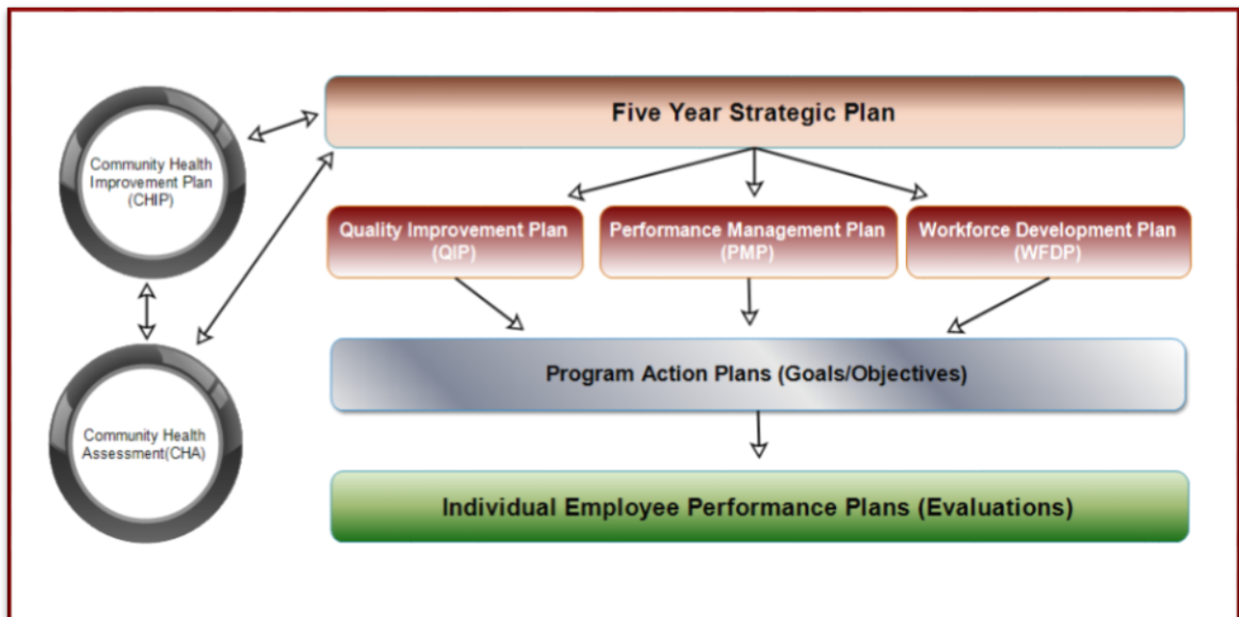 Five Year Strategic Plan
Community Health
Improvement Plan
(CHIP)
Quality Improvement Plan
(QIP)
Performance Management Plan
(PMP)
Workforce Development Plan
(WFDP)
Program Action Plans (Goals/Objectives)
Community Health
Assessment(CHA)
Individual Employee Performance Plans (Evaluations)